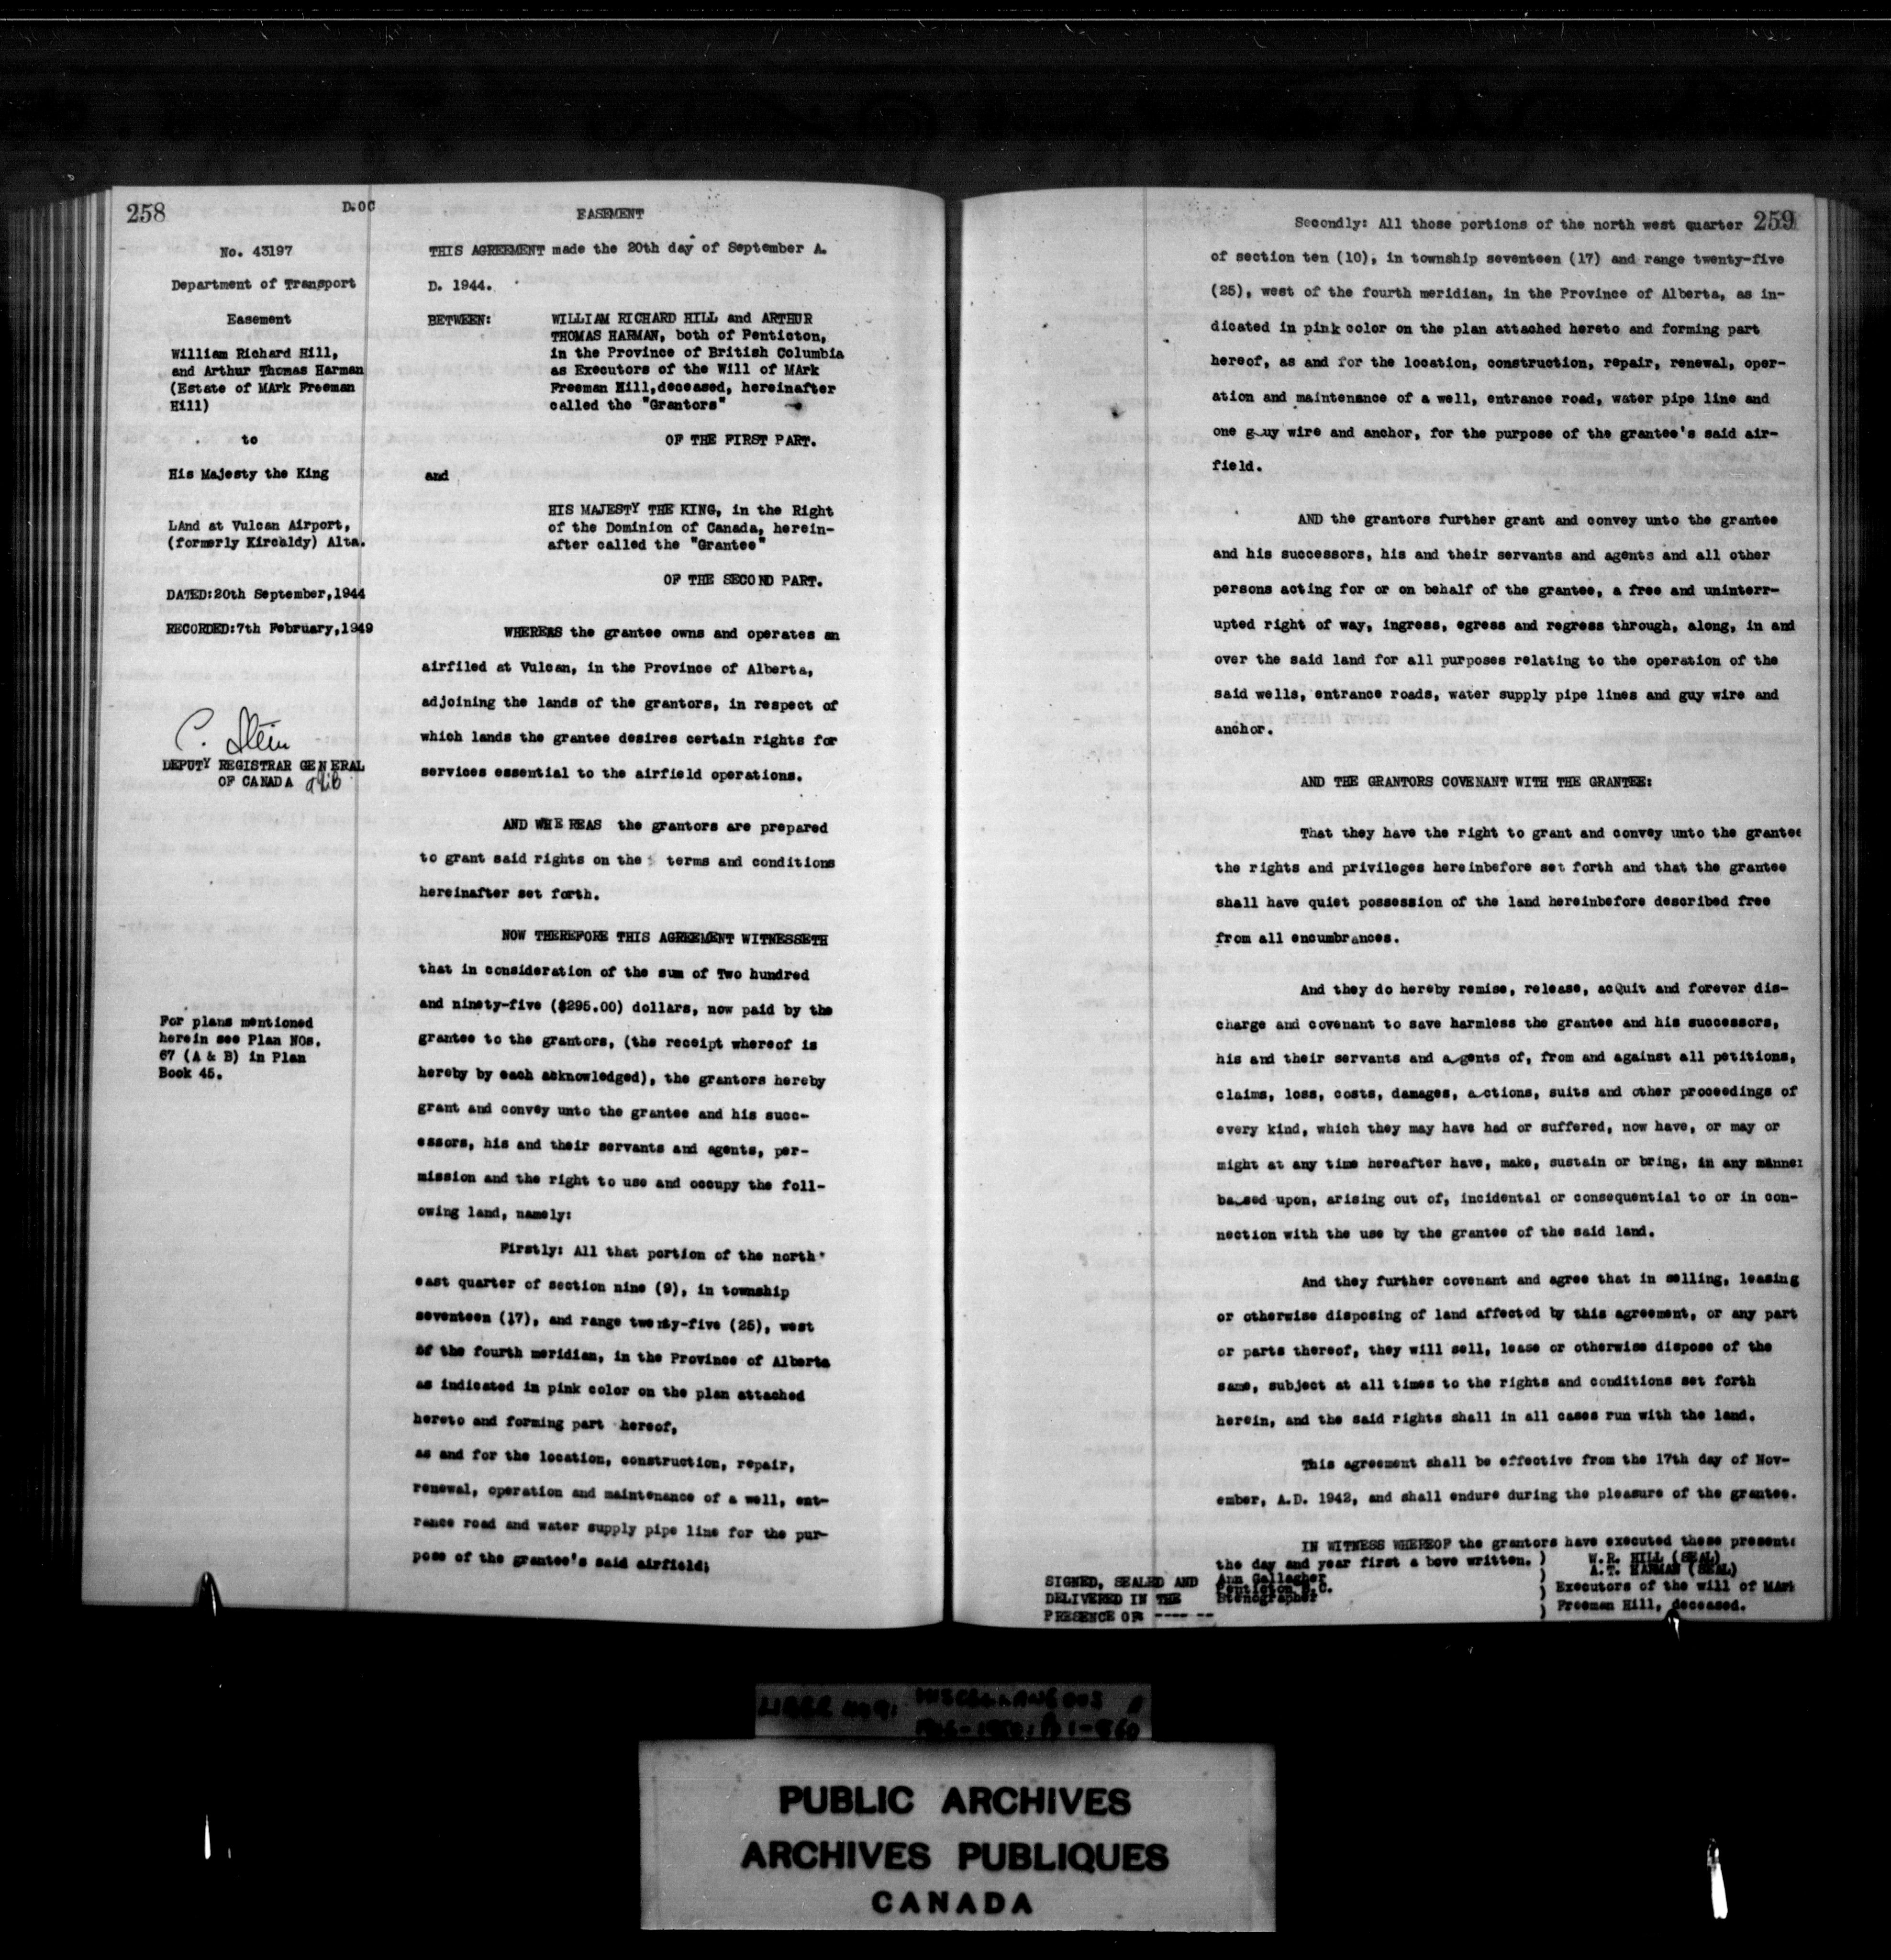 258
D.OC
No. 43197
Department of Transport
Easement
William Richard Hill,
and Arthur Thomas Harman
(Estate of MArk Freeman
Hill)
to
His Majesty the King
LAnd at Vulcan Airport,
(formerly Kircaldy) Alta.
DATED:20th September,1944
RECORDED:7th February,1949
C. Stein
DEPUTY REGISTRAR GENERAL
OF CANADA
For plans mentioned
herein see Plan NOs.
67 (A & B) in Plan
Book 45.
EASEMENT
THIS AGREEMENT made the 20th day of September A.
D. 1944.
BETWEEN: WILLIAM RICHARD HILL and ARTHUR
THOMAS HARMAN, both of Penticton,
in the Province of British Columbia
as Executors of the Will of MArk
Freeman Hill,deceased, hereinafter
called the "Grantors"
OF THE FIRST PART.
and
HIS MAJESTY THE KING, in the Right
of the Dominion of Canada, herein-
after called the "Grantee"
OF THE SECOND PART.
WHEREAS the grantee owns and operates an
airfiled at Vulcan, in the Province of Alberta,
adjoining the lands of the grantors, in respect of
which lands the grantee desires certain rights for
services essential to the airfield operations.
AND WHEREAS the grantors are prepared
to grant said rights on the terms and conditions
hereinafter set forth.
NOW THEREFORE THIS AGREEMENT WITNESSETH
that in consideration of the sum of Two hundred
and ninety-five ($295.00) dollars, now paid by the
grantee to the grantors, (the receipt whereof is
hereby by each acknowledged), the grantors hereby
grant and convey unto the grantee and his succ-
essors, his and their servants and agents, per-
mission and the right to use and occupy the foll-
owing land, namely:
Firstly: All that portion of the north
east quarter of section nine (9), in township
seventeen (17), and range twenty-five (25), west
of the fourth meridian, in the Province of Alberta
as indicated in pink color on the plan attached
hereto and forming part hereof,
as and for the location, construction, repair,
renewal, operation and maintenance of a well, ent-
rance road and water supply pipe line for the pur-
pose of the grantee's said airfield;
259
Secondly: All those portions of the north west quarter
of section ten (10), in township seventeen (17) and range twenty-five
(25), west of the fourth meridian, in the Province of Alberta, as in-
dicated in pink color on the plan attached hereto and forming part
hereof, as and for the location, construction, repair, renewal, oper-
ation and maintenance of a well, entrance road, water pipe line and
one guy wire and anchor, for the purpose of the grantee's said air-
field.
AND the grantors further grant and convey unto the grantee
and his successors, his and their servants and agents and all other
persons acting for or on behalf of the grantee, a free and uninterr-
upted right of way, ingress, egress and regress through, along, in and
over the said land for all purposes relating to the operation of the
said wells, entrance roads, water supply pipe lines and guy wire and
anchor.
AND THE GRANTORS COVENANT WITH THE GRANTEE:
That they have the right to grant and convey unto the grantee
the rights and privileges hereinbefore set forth and that the grantee
shall have quiet possession of the land hereinbefore described free
from all encumbrances.
And they do hereby remise, release, acQuit and forever dis-
charge and covenant to save harmless the grantee and his successors,
his and their servants and agents of, from and against all petitions,
claims, loss, costs, damages, actions, suits and other proceedings of
every kind, which they may have had or suffered, now have, or may or
might at any time hereafter have, make, sustain or bring, in any manner
based upon, arising out of, incidental or consequential to or in con-
nection with the use by the grantee of the said land.
And they further covenant and agree that in selling, leasing
or otherwise disposing of land affected by this agreement, or any part
or parts thereof, they will sell, lease or otherwise dispose of the
same, subject at all times to the rights and conditions set forth
herein, and the said rights shall in all cases run with the land.
This agreement shall be effective from the 17th day of Nov-
ember, A.D. 1942, and shall endure during the pleasure of the grantee.
IN WITNESS WHEREOF the grantors have executed these presents
the day and year first a bove written.
SIGNED, SEALED AND
DELIVERED IN THE
PRESENCE OF ---- --
Ann Gallagher
Penticton B.C.
Stenographer
W.R. HILL (SEAL)
A.T. HARMAN (SEAL)
Executors of the will of MArk
Freeman Hill, deceased.
LIBER 409: MISCELLANEOUS
PUBLIC ARCHIVES
ARCHIVES PUBLIQUES
CANADA